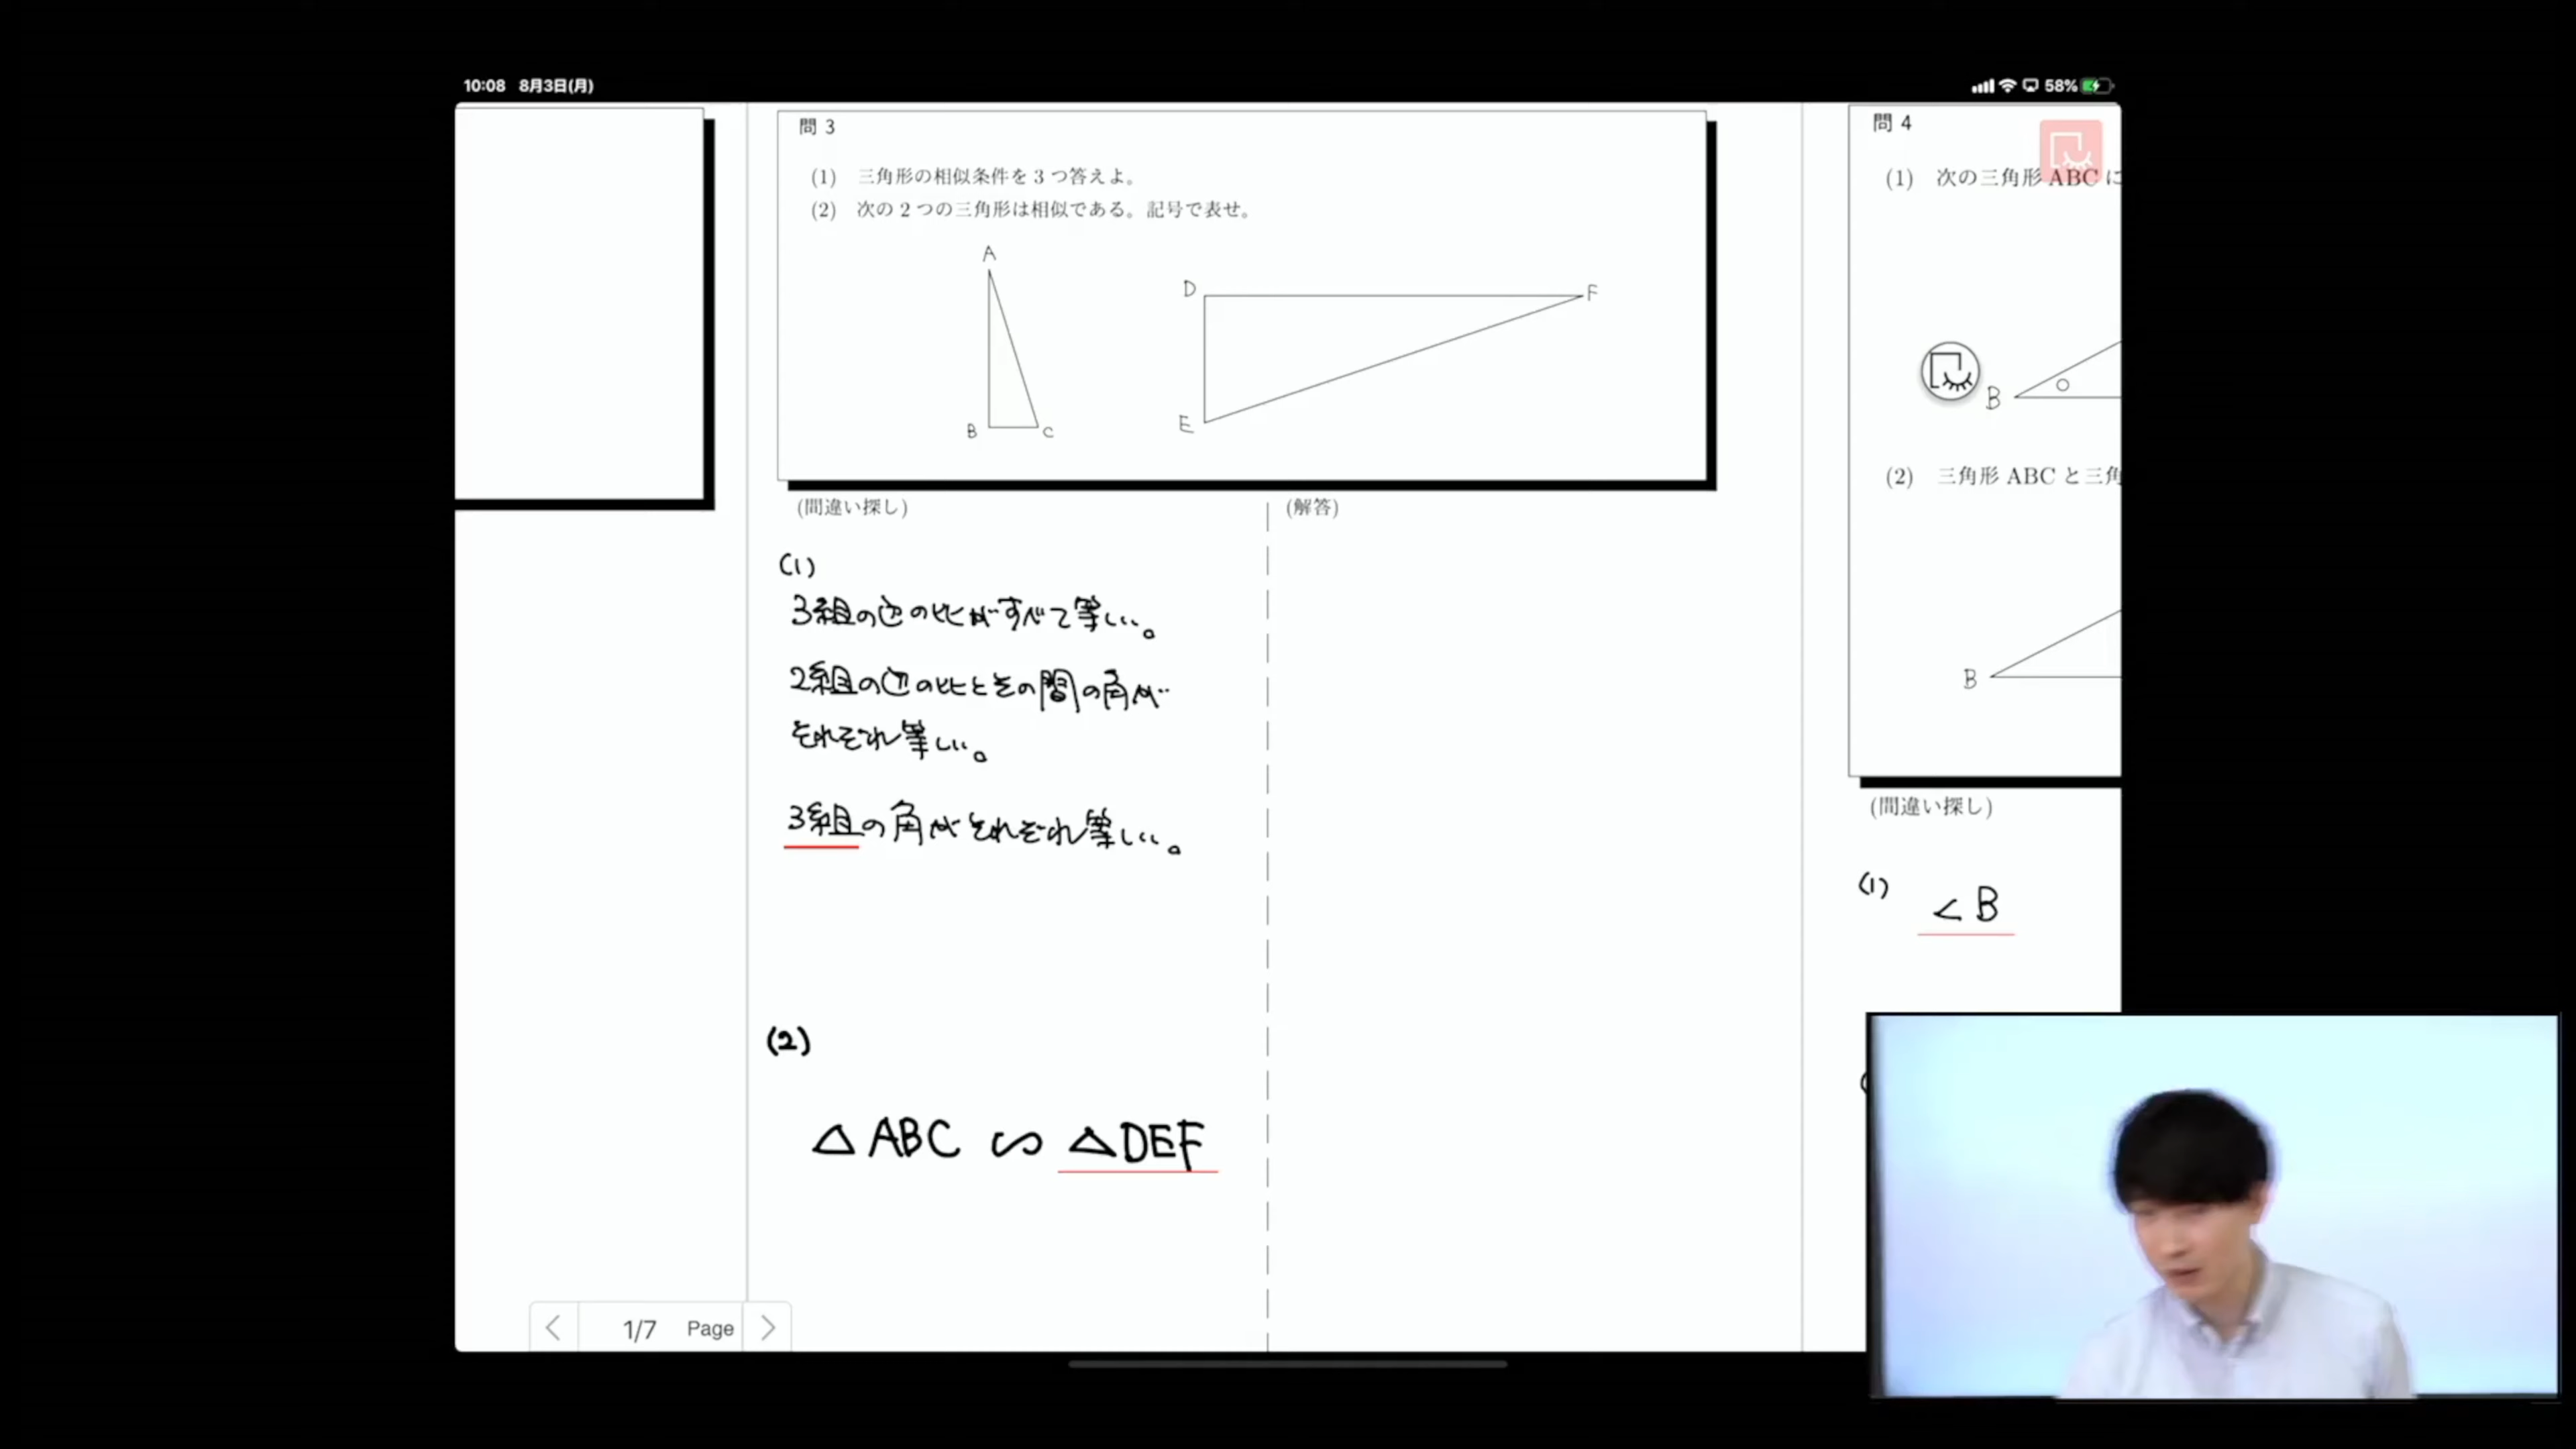 10:08 8月3日(月)
58%
問 3
(1) 三角形の相似条件を 3 つ答えよ。
(2) 次の 2 つの三角形は相似である。記号で表せ。
A
B
C
D
E
F
(間違い探し)
(解答)
(1)
3組の辺の比がすべて等しい。
2組の辺の比とその間の角が
それぞれ等しい。
3組の角がそれぞれ等しい。
(2)
△ABC ∽ △DEF
1/7 Page
問 4
(1) 次の三角形 ABC に
B
(2) 三角形 ABC と三角
B
(間違い探し)
(1)
∠B